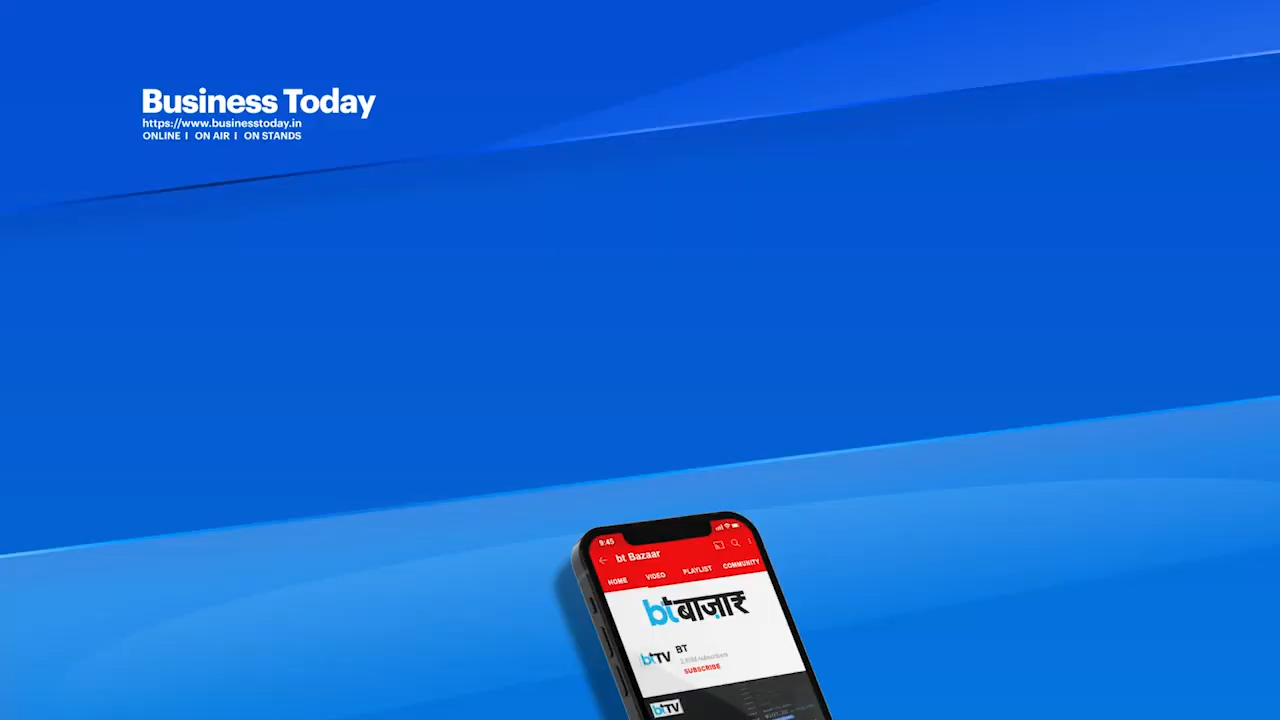 Business Today
https://www.businesstoday.in
ONLINE I ON AIR I ON STANDS
9:45
bt Bazaar
HOME VIDEO PLAYLIST COMMUNITY
btबाज़ार
btTV BT
subscribers
SUBSCRIBE
btTV